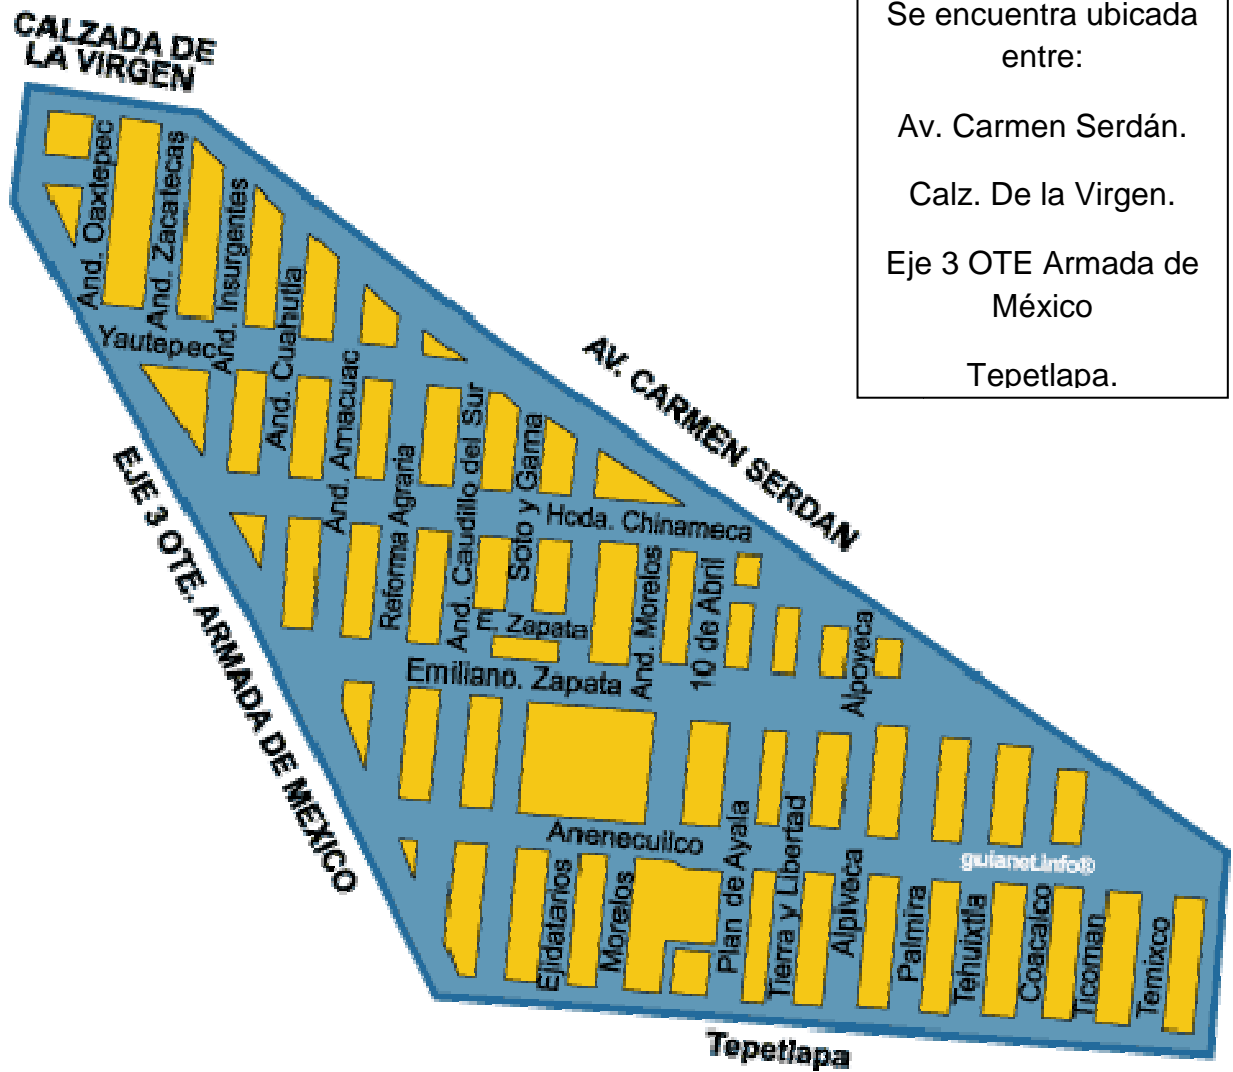 CALZADA DE
LA VIRGEN
Se encuentra ubicada
entre:
Av. Carmen Serdán.
Calz. De la Virgen.
Eje 3 OTE Armada de
México
Tepetlapa.
And. Oaxtepec
And. Zacatecas
And. Insurgentes
And. Cuahutla
Yautepec
And. Amacuac
Reforma Agraria
And. Caudillo del Sur
Soto y Gama
AV. CARMEN SERDAN
EJE 3 OTE. ARMADA DE MEXICO
Hcda. Chinameca
And. Morelos
10 de Abril
Alpoyeca
E. Zapata
Emiliano. Zapata
Anenecuilco
guianet.info®
Ejidatarios
Morelos
Plan de Ayala
Tierra y Libertad
Alpiveca
Palmira
Tehuixtla
Coacalco
Ticoman
Temixco
Tepetlapa